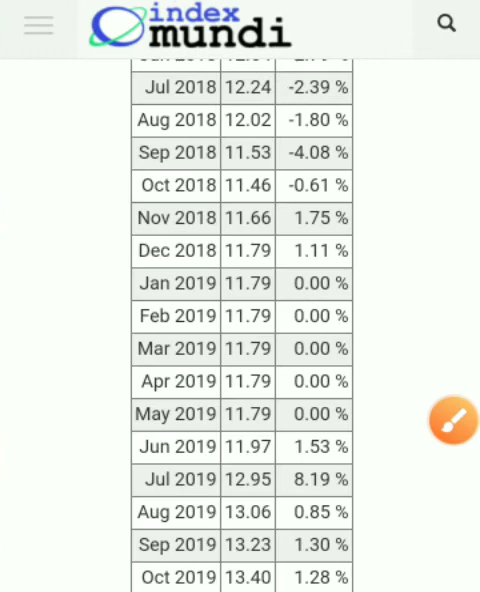 index
mundi
Jul 2018 12.24 -2.39 %
Aug 2018 12.02 -1.80 %
Sep 2018 11.53 -4.08 %
Oct 2018 11.46 -0.61 %
Nov 2018 11.66 1.75 %
Dec 2018 11.79 1.11 %
Jan 2019 11.79 0.00 %
Feb 2019 11.79 0.00 %
Mar 2019 11.79 0.00 %
Apr 2019 11.79 0.00 %
May 2019 11.79 0.00 %
Jun 2019 11.97 1.53 %
Jul 2019 12.95 8.19 %
Aug 2019 13.06 0.85 %
Sep 2019 13.23 1.30 %
Oct 2019 13.40 1.28 %